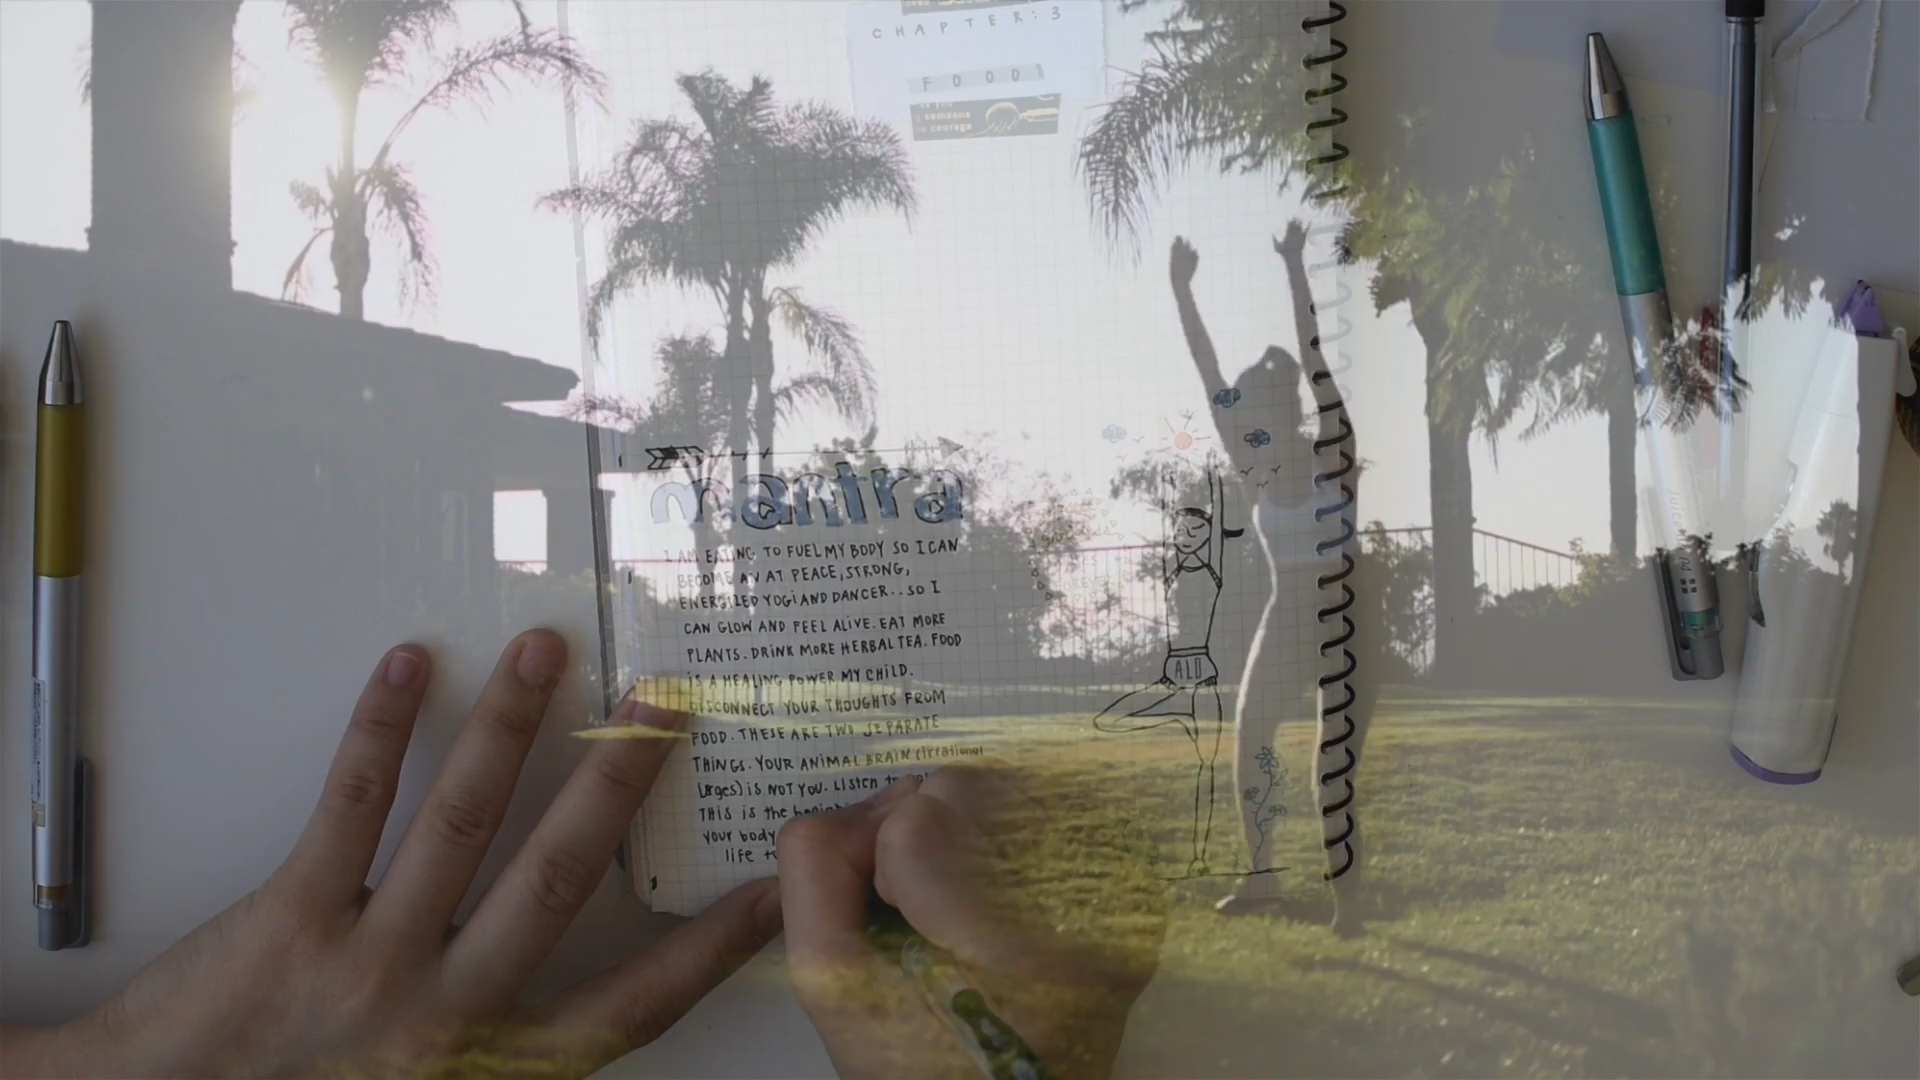 CHAPTER:3
FOOD
someone
courage
mantra
I AM EATING TO FUEL MY BODY SO I CAN
BECOME AN AT PEACE, STRONG,
ENERGIZED YOGI AND DANCER.. SO I
CAN GLOW AND FEEL ALIVE. EAT MORE
PLANTS. DRINK MORE HERBAL TEA. FOOD
IS A HEALING POWER MY CHILD.
DISCONNECT YOUR THOUGHTS FROM
FOOD. THESE ARE TWO SEPARATE
THINGS. YOUR ANIMAL BRAIN (irrational
Urges) IS NOT YOU. LISTEN
THIS is the
your body
life
ALO